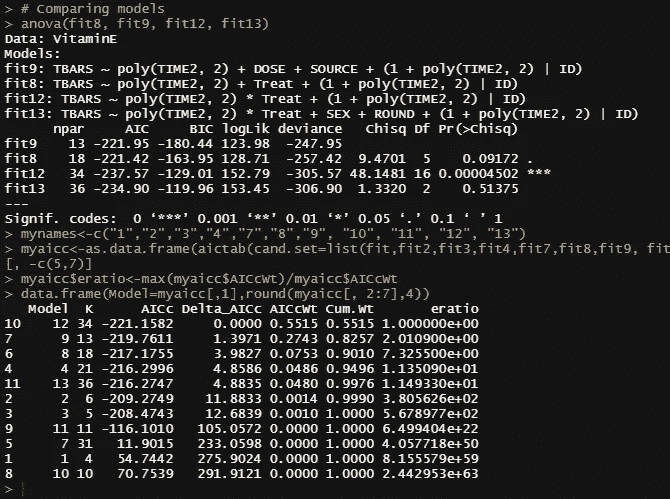 > # Comparing models
> anova(fit8, fit9, fit12, fit13)
Data: VitaminE
Models:
fit9: TBARS ~ poly(TIME2, 2) + DOSE + SOURCE + (1 + poly(TIME2, 2) | ID)
fit8: TBARS ~ poly(TIME2, 2) + Treat + (1 + poly(TIME2, 2) | ID)
fit12: TBARS ~ poly(TIME2, 2) * Treat + (1 + poly(TIME2, 2) | ID)
fit13: TBARS ~ poly(TIME2, 2) * Treat + SEX + ROUND + (1 + poly(TIME2, 2) | ID)
npar AIC BIC logLik deviance Chisq Df Pr(>Chisq)
fit9 13 -221.95 -180.44 123.98 -247.95
fit8 18 -221.42 -163.95 128.71 -257.42 9.4701 5 0.09172 .
fit12 34 -237.57 -129.01 152.79 -305.57 48.1481 16 0.00004502 ***
fit13 36 -234.90 -119.96 153.45 -306.90 1.3320 2 0.51375
---
Signif. codes: 0 ‘***’ 0.001 ‘**’ 0.01 ‘*’ 0.05 ‘.’ 0.1 ‘ ’ 1
> mynames<-c("1","2","3","4","7","8","9", "10", "11", "12", "13")
> myaicc<-as.data.frame(aictab(cand.set=list(fit,fit2,fit3,fit4,fit7,fit8,fit9, fit
[, -c(5,7)]
> myaicc$eratio<-max(myaicc$AICcWt)/myaicc$AICcWt
> data.frame(Model=myaicc[,1],round(myaicc[, 2:7],4))
Model K AICc Delta_AICc AICcWt Cum.Wt eratio
10 12 34 -221.1582 0.0000 0.5515 0.5515 1.000000e+00
7 9 13 -219.7611 1.3971 0.2743 0.8257 2.010900e+00
6 8 18 -217.1755 3.9827 0.0753 0.9010 7.325500e+00
4 4 21 -216.2996 4.8586 0.0486 0.9496 1.135090e+01
11 13 36 -216.2747 4.8835 0.0480 0.9976 1.149330e+01
2 2 6 -209.2749 11.8833 0.0014 0.9990 3.805626e+02
3 3 5 -208.4743 12.6839 0.0010 1.0000 5.678977e+02
9 11 11 -116.1010 105.0572 0.0000 1.0000 6.499404e+22
5 7 31 11.9015 233.0598 0.0000 1.0000 4.057718e+50
1 1 4 54.7442 275.9024 0.0000 1.0000 8.155579e+59
8 10 10 70.7539 291.9121 0.0000 1.0000 2.442953e+63
>